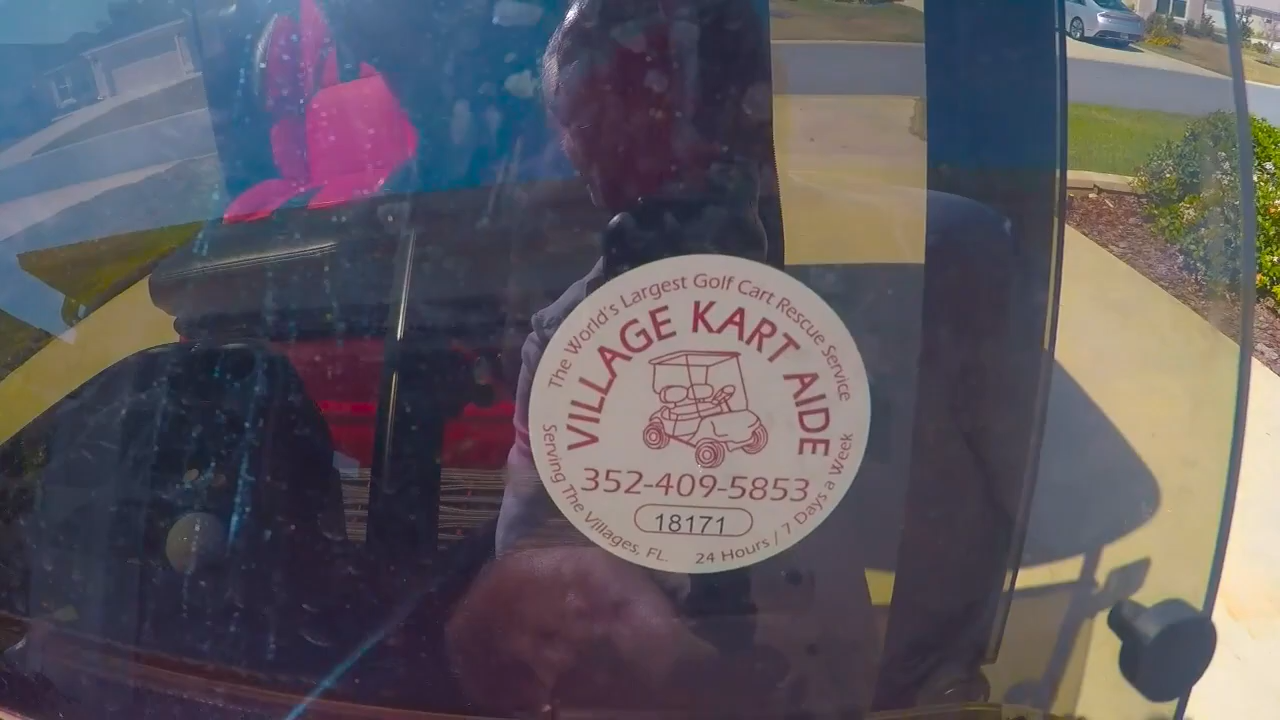 The World's Largest Golf Cart Rescue Service
VILLAGE KART AIDE
352-409-5853
18171
Serving The Villages, FL.
24 Hours / 7 Days a Week